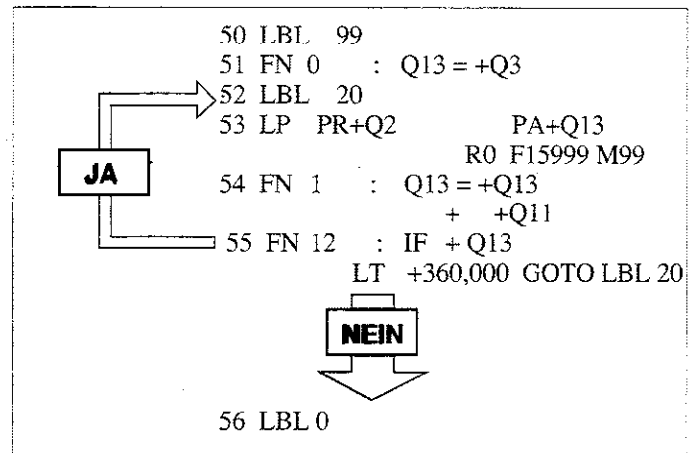 50 LBL 99
51 FN 0 : Q13 = +Q3
52 LBL 20
53 LP PR+Q2 PA+Q13
R0 F15999 M99
JA
54 FN 1 : Q13 = +Q13
+ +Q11
55 FN 12 : IF + Q13
LT +360,000 GOTO LBL 20
NEIN
56 LBL 0